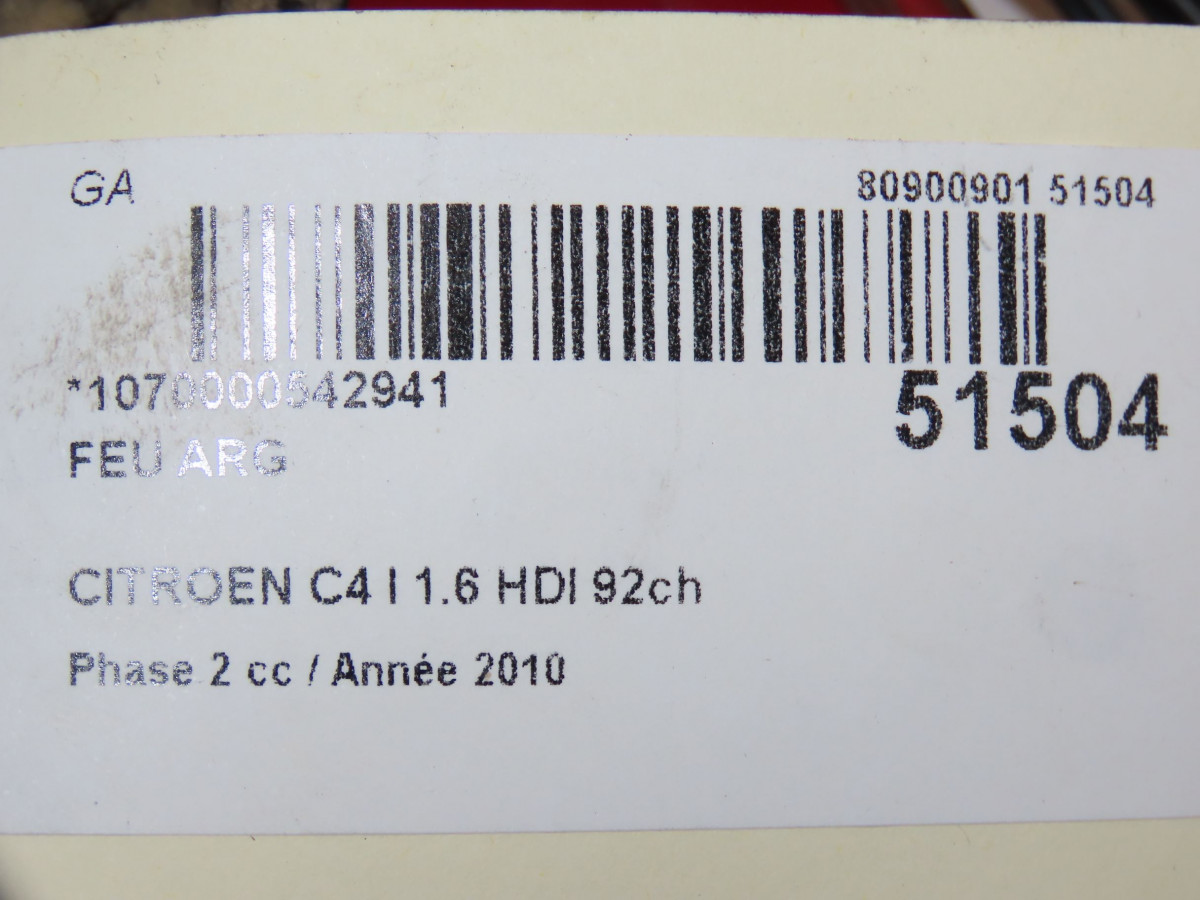 GA
80900901 51504
*1070000542941
51504
FEU ARG
CITROEN C4 I 1.6 HDI 92ch
Phase 2 cc / Année 2010